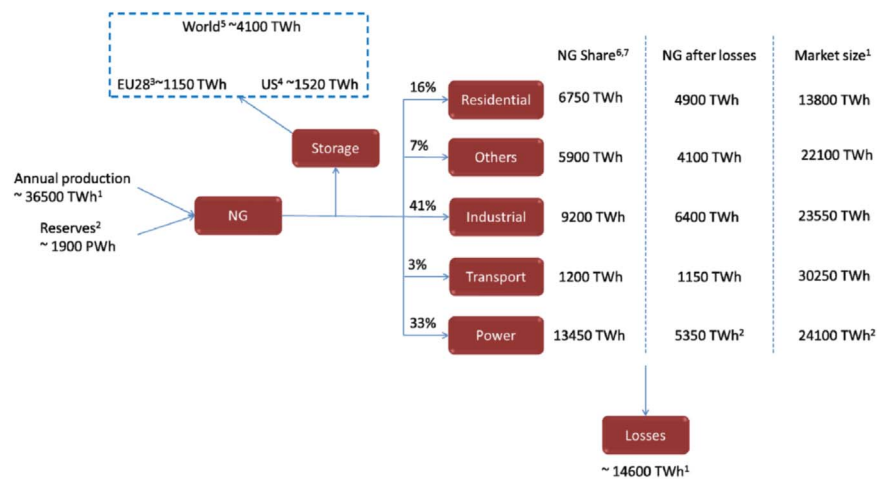 World⁵ ~4100 TWh
EU28³~1150 TWh US⁴ ~1520 TWh
Storage
Annual production
~ 36500 TWh¹
Reserves²
~ 1900 PWh
NG
NG Share⁶,⁷ NG after losses Market size¹
16% Residential 6750 TWh 4900 TWh 13800 TWh
7% Others 5900 TWh 4100 TWh 22100 TWh
41% Industrial 9200 TWh 6400 TWh 23550 TWh
3% Transport 1200 TWh 1150 TWh 30250 TWh
33% Power 13450 TWh 5350 TWh² 24100 TWh²
Losses
~ 14600 TWh¹